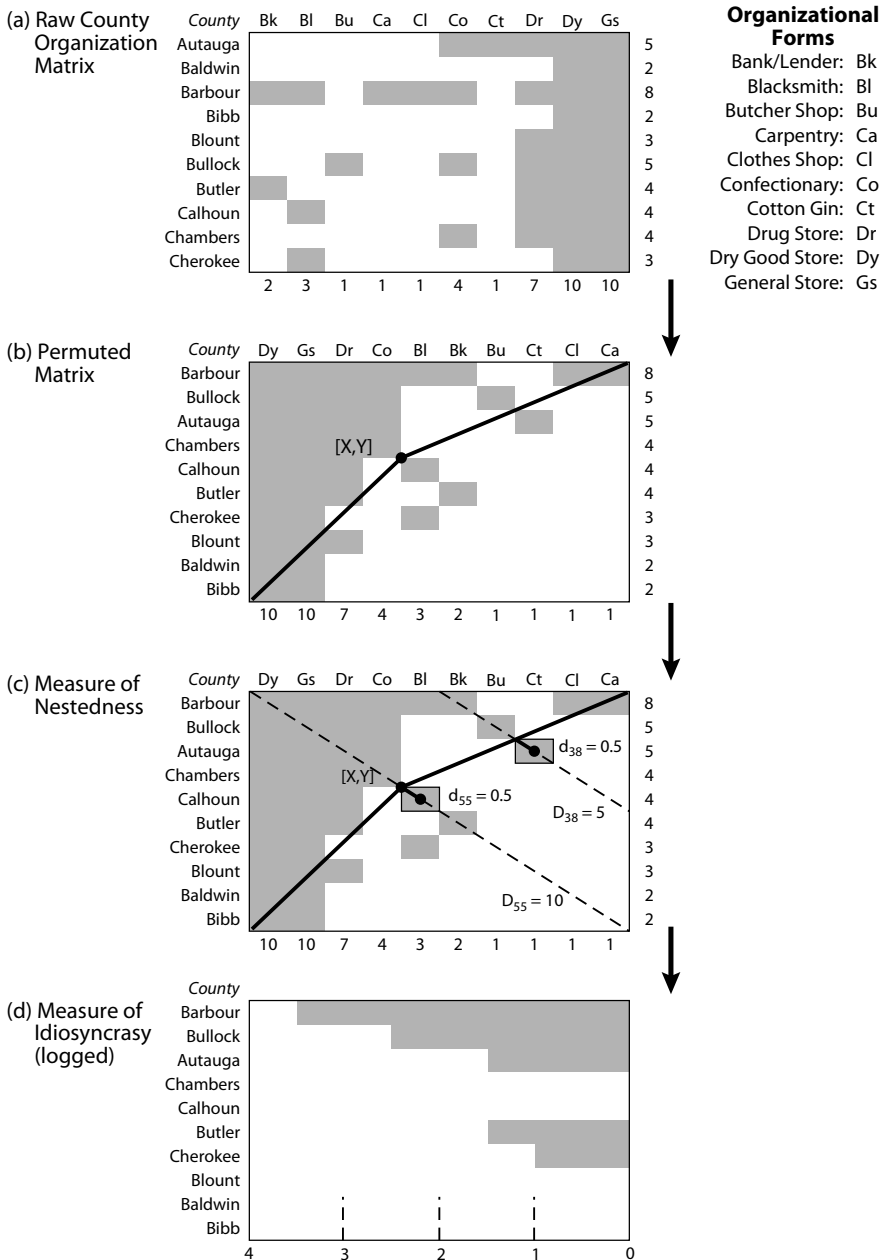 (a) Raw County Organization Matrix
County Bk Bl Bu Ca Cl Co Ct Dr Dy Gs
Autauga 5
Baldwin 2
Barbour 8
Bibb 2
Blount 3
Bullock 5
Butler 4
Calhoun 4
Chambers 4
Cherokee 3
2 3 1 1 1 4 1 7 10 10
Organizational
Forms
Bank/Lender: Bk
Blacksmith: Bl
Butcher Shop: Bu
Carpentry: Ca
Clothes Shop: Cl
Confectionary: Co
Cotton Gin: Ct
Drug Store: Dr
Dry Good Store: Dy
General Store: Gs
(b) Permuted Matrix
County Dy Gs Dr Co Bl Bk Bu Ct Cl Ca
Barbour 8
Bullock 5
Autauga 5
Chambers 4
[X,Y]
Calhoun 4
Butler 4
Cherokee 3
Blount 3
Baldwin 2
Bibb 2
10 10 7 4 3 2 1 1 1 1
(c) Measure of Nestedness
County Dy Gs Dr Co Bl Bk Bu Ct Cl Ca
Barbour 8
Bullock 5
Autauga d38 = 0.5 5
Chambers [X,Y] 4
Calhoun d55 = 0.5 4
D38 = 5
Butler 4
Cherokee 3
Blount 3
Baldwin D55 = 10 2
Bibb 2
10 10 7 4 3 2 1 1 1 1
(d) Measure of Idiosyncrasy (logged)
County
Barbour
Bullock
Autauga
Chambers
Calhoun
Butler
Cherokee
Blount
Baldwin
Bibb
4 3 2 1 0